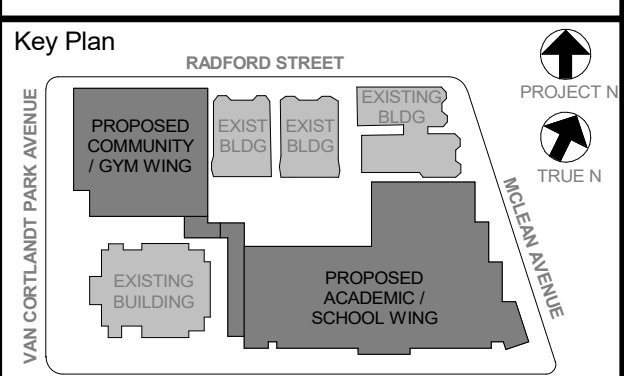 Key Plan
RADFORD STREET
PROJECT N
TRUE N
VAN CORTLANDT PARK AVENUE
PROPOSED
COMMUNITY
/ GYM WING
EXIST
BLDG
EXIST
BLDG
EXISTING
BLDG
MCLEAN AVENUE
EXISTING
BUILDING
PROPOSED
ACADEMIC /
SCHOOL WING